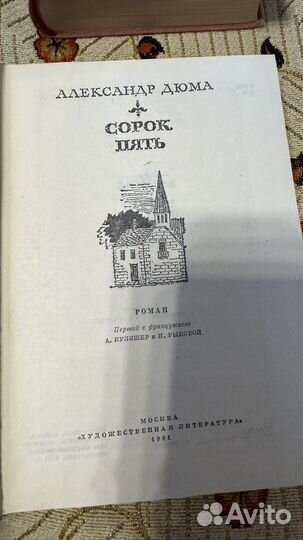 АЛЕКСАНДР ДЮМА
СОРОК
ПЯТЬ
РОМАН
Перевод с французского
А. КУЛИШЕР и Н. РЫКОВОЙ
МОСКВА
«ХУДОЖЕСТВЕННАЯ ЛИТЕРАТУРА»
1981
Avito